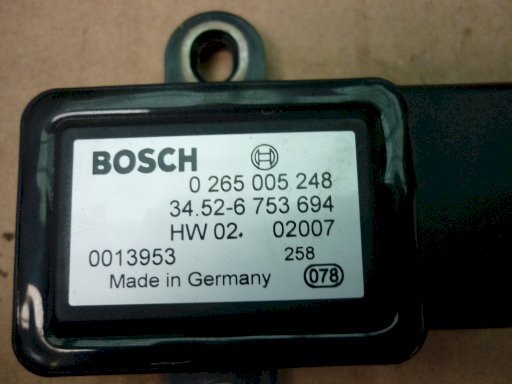 BOSCH
0 265 005 248
34.52-6 753 694
HW 02. 02007
0013953 258
Made in Germany 078